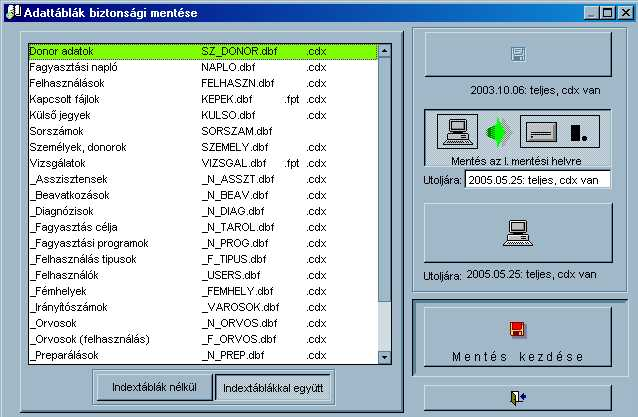 Adattáblák biztonsági mentése
Donor adatok SZ_DONOR.dbf .cdx
Fagyasztási napló NAPLO.dbf .cdx
Felhasználások FELHASZN.dbf .cdx
Kapcsolt fájlok KEPEK.dbf .fpt .cdx
Külső jegyek KULSO.dbf .cdx
Sorszámok SORSZAM.dbf
Személyek, donorok SZEMELY.dbf .cdx
Vizsgálatok VIZSGAL.dbf .fpt .cdx
_Asszisztensek _N_ASSZT.dbf .cdx
_Beavatkozások _N_BEAV.dbf .cdx
_Diagnózisok _N_DIAG.dbf .cdx
_Fagyasztás célja _N_TAROL.dbf .cdx
_Fagyasztási programok _N_PROG.dbf .cdx
_Felhasználás tipusok _F_TIPUS.dbf .cdx
_Felhasználók _USERS.dbf .cdx
_Fémhelyek _FEMHELY.dbf .cdx
_Irányítószámok _VAROSOK.dbf .cdx
_Orvosok _N_ORVOS.dbf .cdx
_Orvosok (felhasználás) _F_ORVOS.dbf .cdx
_Preparálások _N_PREP.dbf .cdx
Indextáblák nélkül
Indextáblákkal együtt
2003.10.06: teljes, cdx van
Mentés az I. mentési helyre
Utoljára: 2005.05.25: teljes, cdx van
Utoljára: 2005.05.25: teljes, cdx van
Mentés kezdése